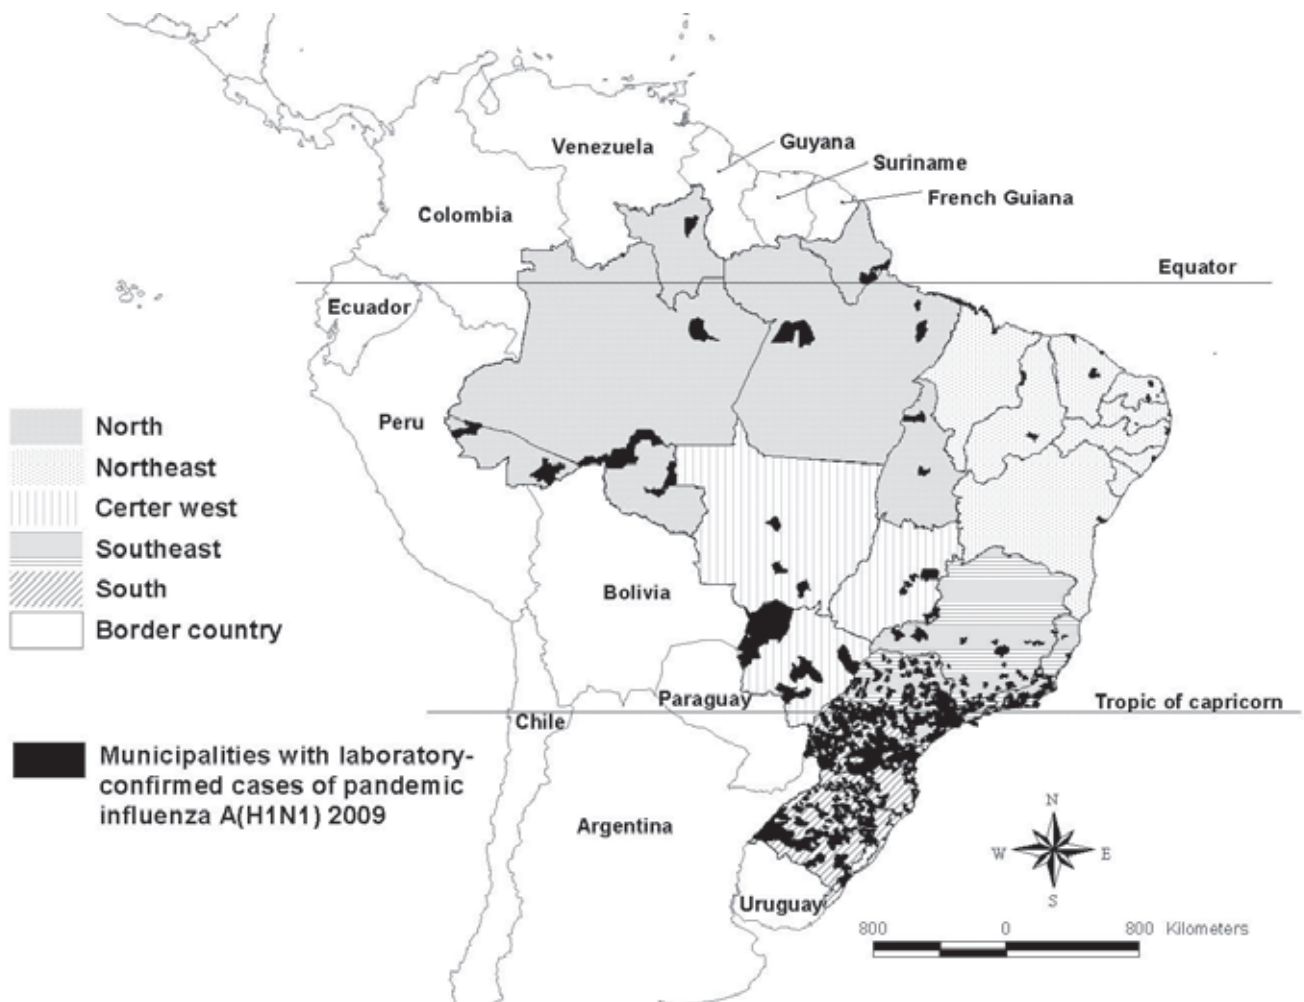 Venezuela
Guyana
Suriname
French Guiana
Colombia
Equator
Ecuador
Peru
North
Northeast
Certer west
Southeast
South
Border country
Bolivia
Paraguay
Tropic of capricorn
Chile
Municipalities with laboratory-
confirmed cases of pandemic
influenza A(H1N1) 2009
Argentina
N
W
E
S
Uruguay
800
0
800 Kilometers